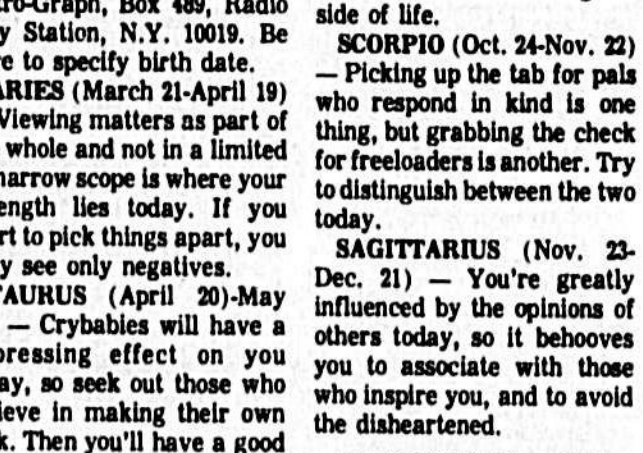 tro-Graph, Box 489, Radio
y Station, N.Y. 10019. Be
re to specify birth date.
ARIES (March 21-April 19)
Viewing matters as part of
whole and not in a limited
narrow scope is where your
ength lies today. If you
rt to pick things apart, you
y see only negatives.
TAURUS (April 20)-May
— Crybabies will have a
pressing effect on you
ay, so seek out those who
ieve in making their own
k. Then you'll have a good
side of life.
SCORPIO (Oct. 24-Nov. 22)
— Picking up the tab for pals
who respond in kind is one
thing, but grabbing the check
for freeloaders is another. Try
to distinguish between the two
today.
SAGITTARIUS (Nov. 23-
Dec. 21) — You're greatly
influenced by the opinions of
others today, so it behooves
you to associate with those
who inspire you, and to avoid
the disheartened.